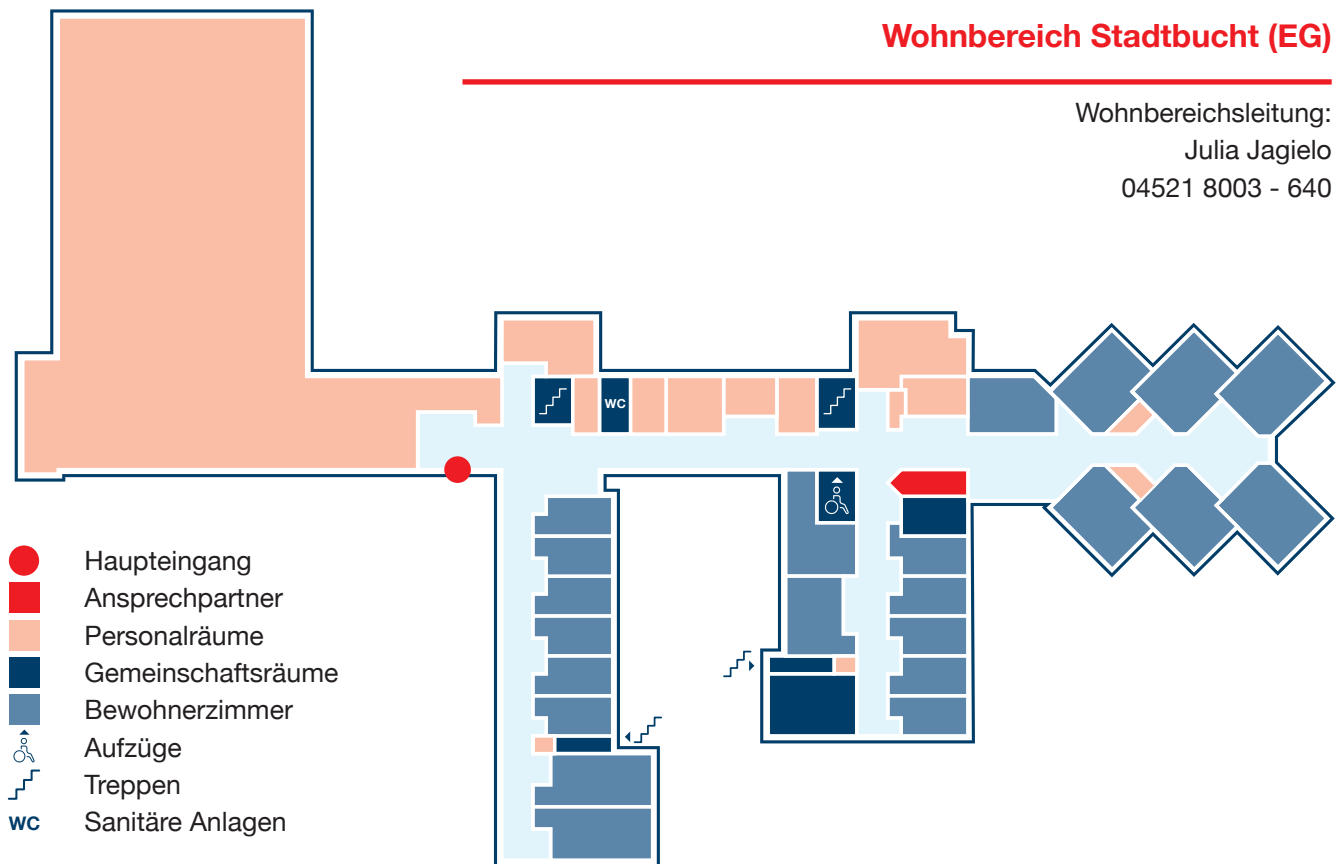 Wohnbereich Stadtbucht (EG)
Wohnbereichsleitung:
Julia Jagielo
04521 8003 - 640
WC
Haupteingang
Ansprechpartner
Personalräume
Gemeinschaftsräume
Bewohnerzimmer
Aufzüge
Treppen
WC Sanitäre Anlagen